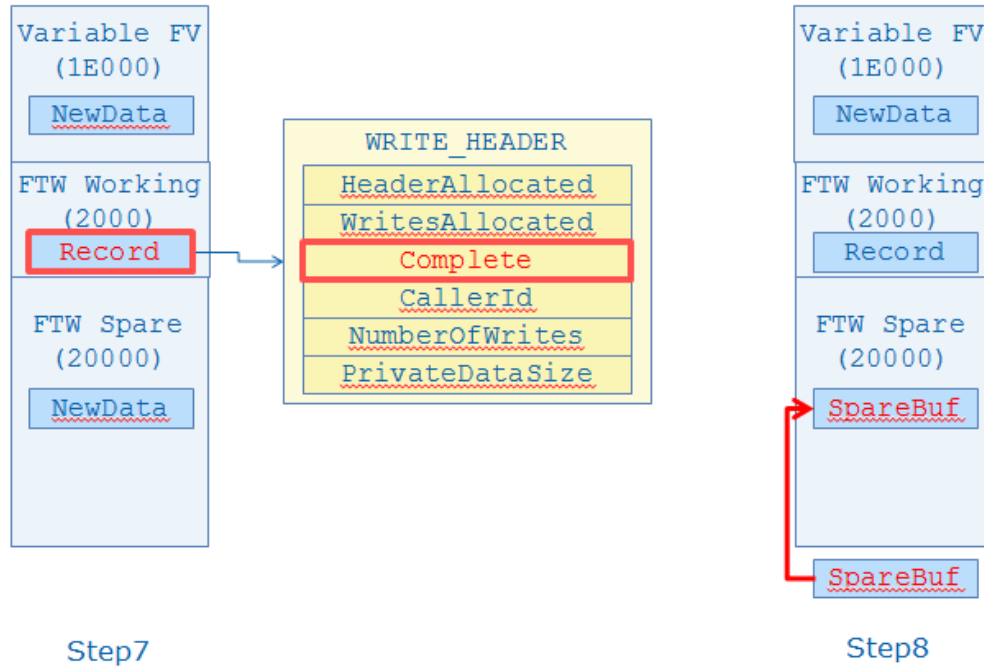 Variable FV
(1E000)
NewData
FTW Working
(2000)
Record
FTW Spare
(20000)
NewData
Step7
WRITE_HEADER
HeaderAllocated
WritesAllocated
Complete
CallerId
NumberOfWrites
PrivateDataSize
Variable FV
(1E000)
NewData
FTW Working
(2000)
Record
FTW Spare
(20000)
SpareBuf
SpareBuf
Step8